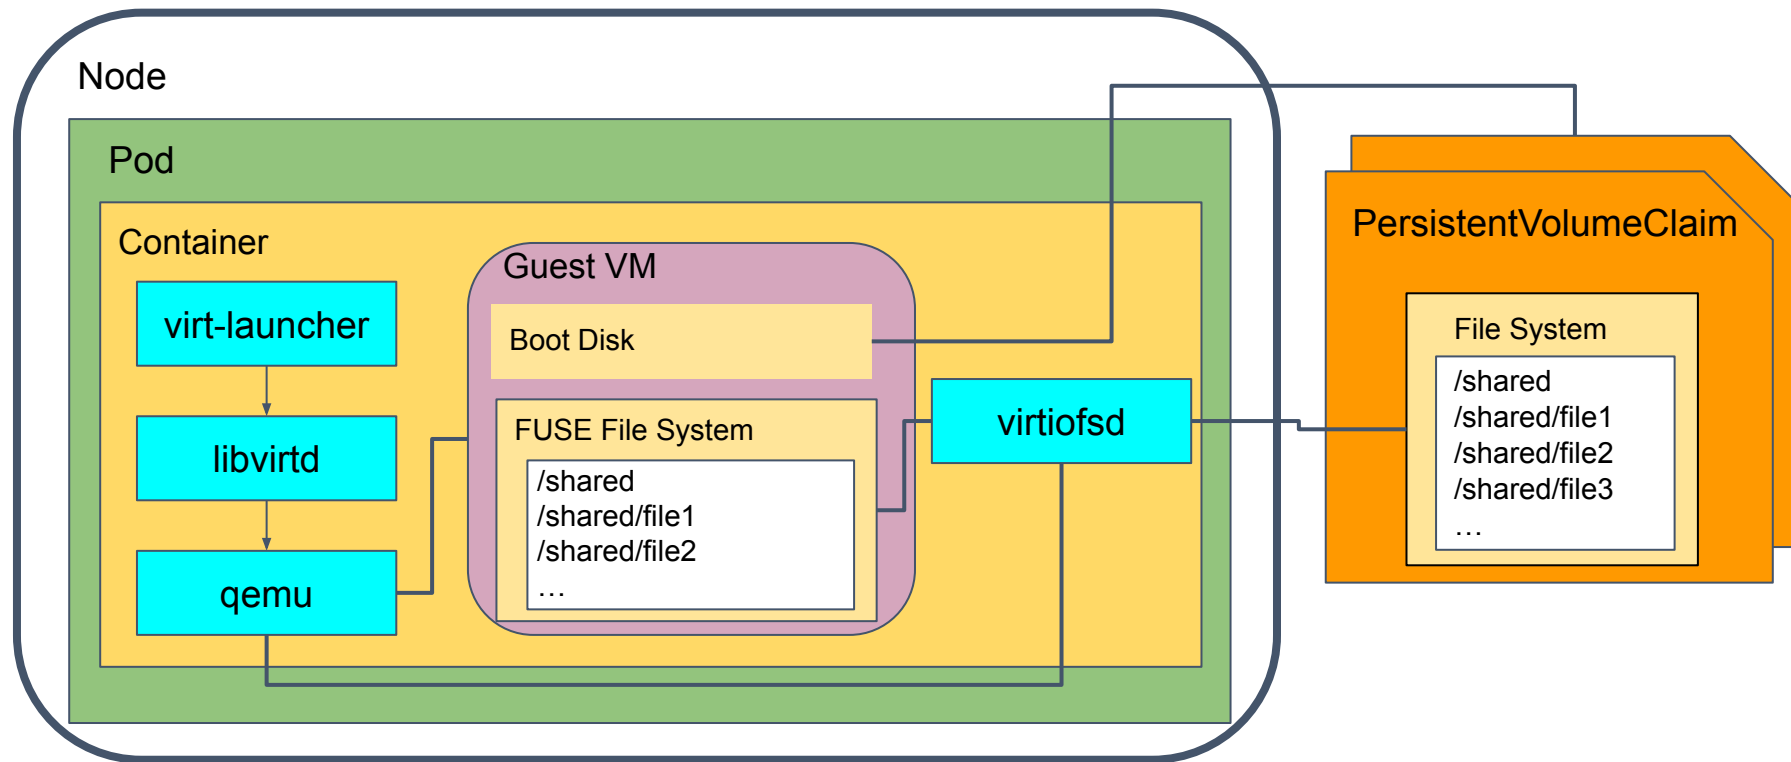 Node
Pod
Container
virt-launcher
libvirtd
qemu
Guest VM
Boot Disk
FUSE File System
/shared
/shared/file1
/shared/file2
…
virtiofsd
PersistentVolumeClaim
File System
/shared
/shared/file1
/shared/file2
/shared/file3
…